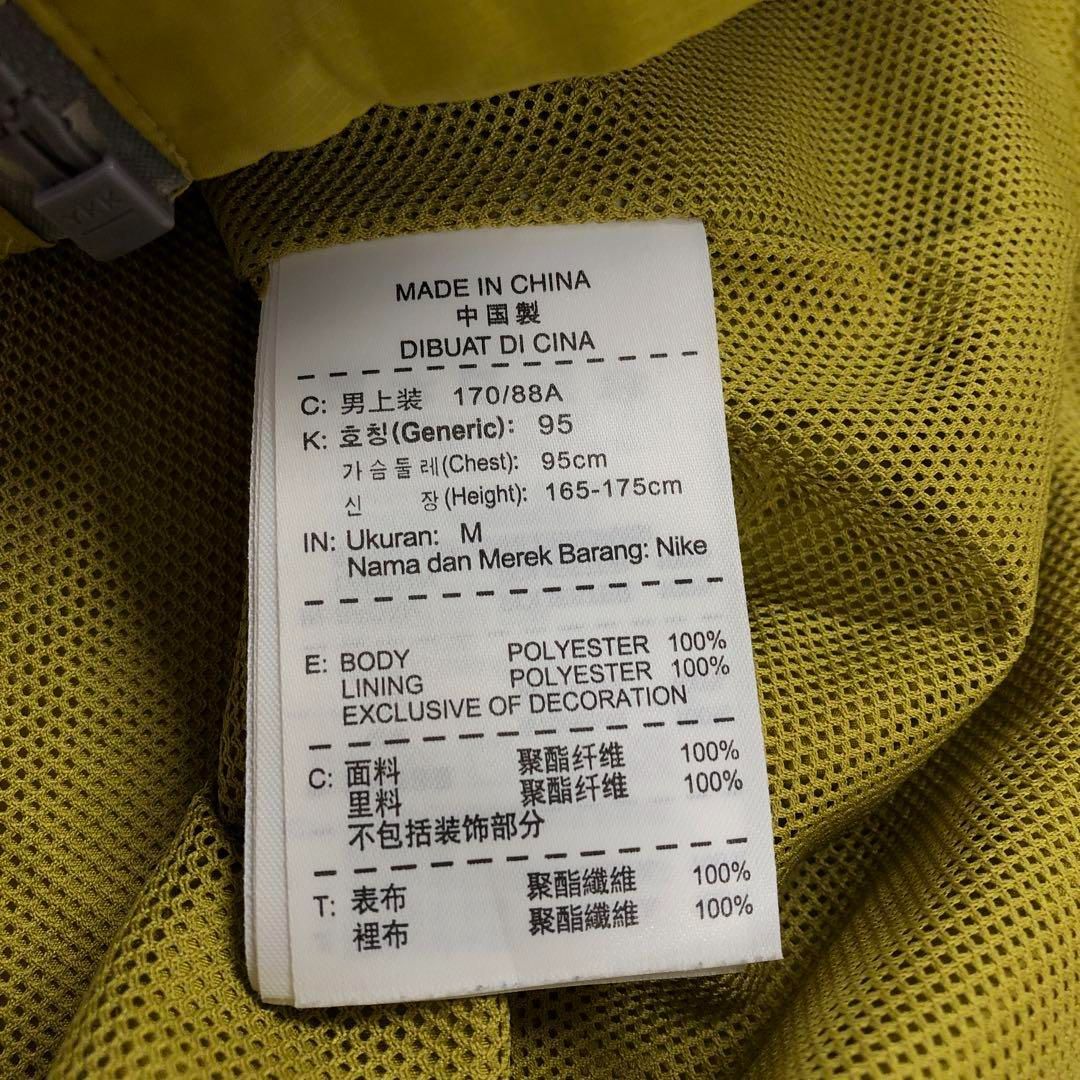 YKK
MADE IN CHINA
中国製
DIBUAT DI CINA
C: 男上装 170/88A
K: 호칭(Generic): 95
가슴둘레(Chest): 95cm
신 장(Height): 165-175cm
IN: Ukuran: M
Nama dan Merek Barang: Nike
E: BODY POLYESTER 100%
LINING POLYESTER 100%
EXCLUSIVE OF DECORATION
C: 面料 聚酯纤维 100%
里料 聚酯纤维 100%
不包括装饰部分
T: 表布 聚酯纖維 100%
裡布 聚酯纖維 100%